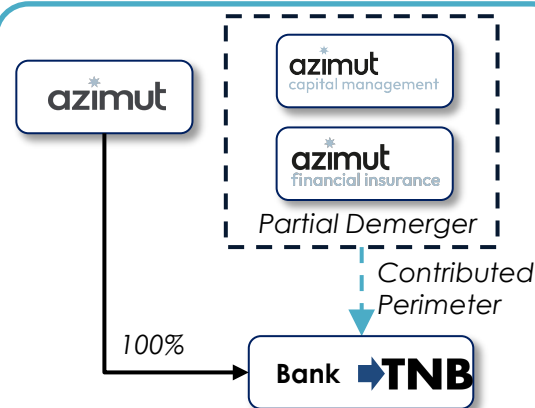 azimut
azimut
capital management
azimut
financial insurance
Partial Demerger
Contributed
Perimeter
100%
Bank TNB